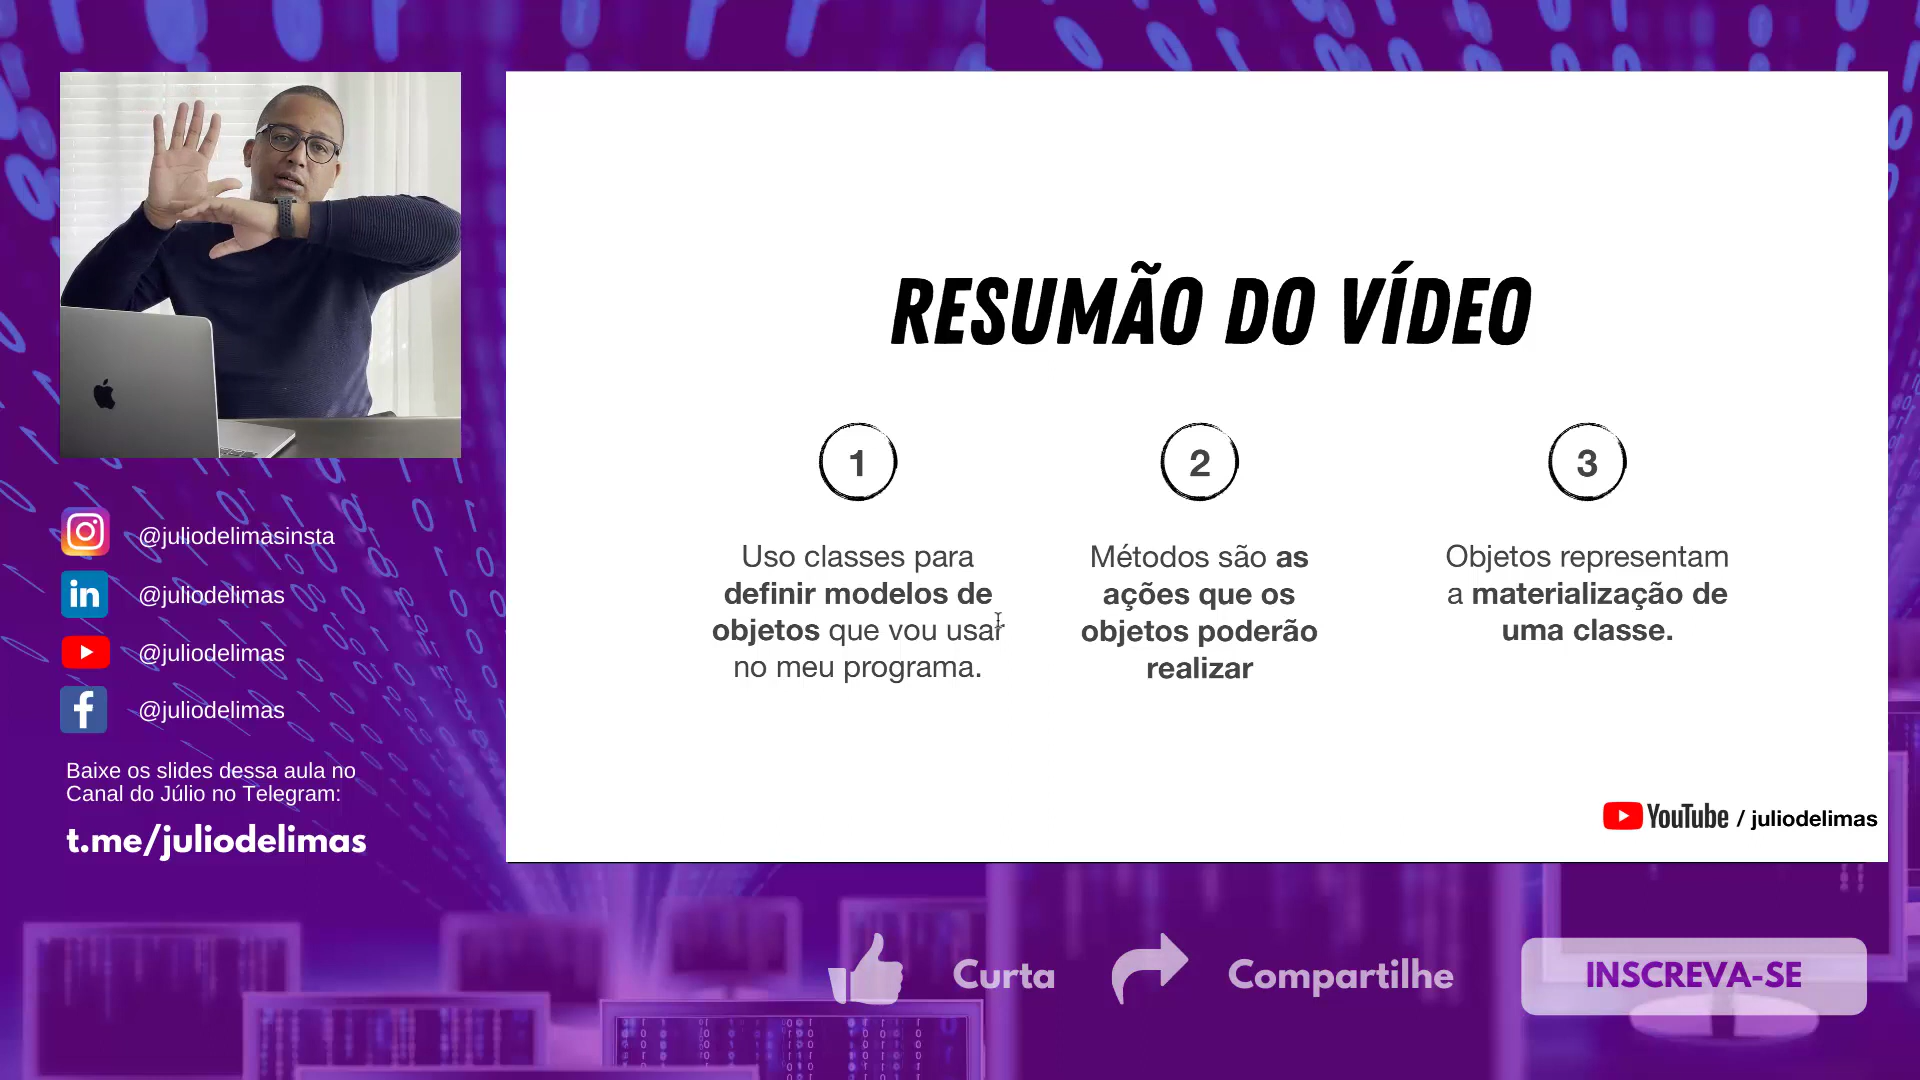 RESUMÃO DO VÍDEO
1
Uso classes para
definir modelos de
objetos que vou usar
no meu programa.
2
Métodos são as
ações que os
objetos poderão
realizar
3
Objetos representam
a materialização de
uma classe.
YouTube / juliodelimas
@juliodelimasinsta
in
@juliodelimas
@juliodelimas
f
@juliodelimas
Baixe os slides dessa aula no
Canal do Júlio no Telegram:
t.me/juliodelimas
Curta
Compartilhe
INSCREVA-SE